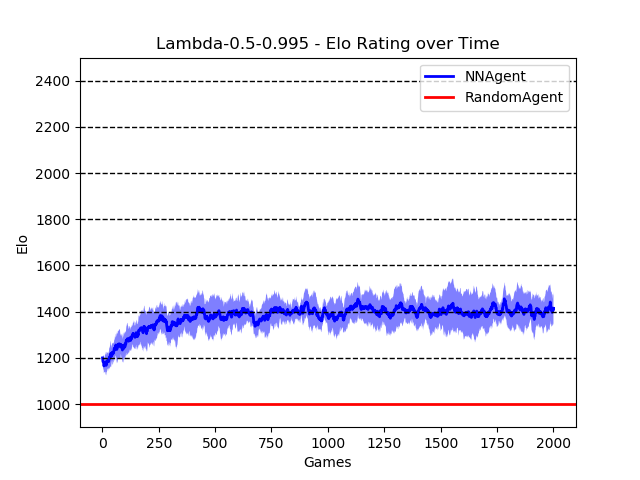 Lambda-0.5-0.995 - Elo Rating over Time
NNAgent
RandomAgent
2400
2200
2000
1800
1600
1400
1200
1000
Elo
0 250 500 750 1000 1250 1500 1750 2000
Games